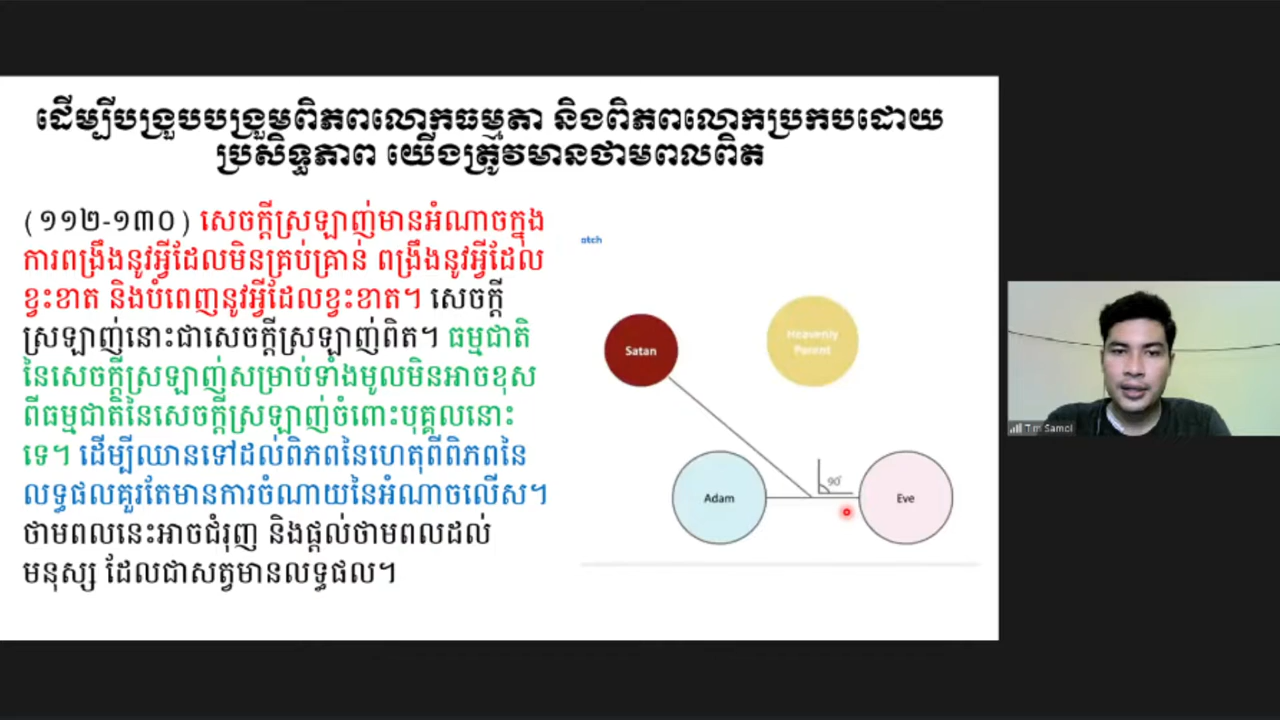 ដើម្បីបង្រួបបង្រួមពិភពលោកធម្មតា និងពិភពលោកប្រកបដោយ
ប្រសិទ្ធភាព យើងត្រូវមានថាមពលពិត
(១១២-១៣០) សេចក្តីស្រឡាញ់មានអំណាចក្នុង
ការពង្រឹងនូវអ្វីដែលមិនគ្រប់គ្រាន់ ពង្រឹងនូវអ្វីដែល
ខ្វះខាត និងបំពេញនូវអ្វីដែលខ្វះខាត។ សេចក្តី
ស្រឡាញ់នោះជាសេចក្តីស្រឡាញ់ពិត។ ធម្មជាតិ
នៃសេចក្តីស្រឡាញ់សម្រាប់ទាំងមូលមិនអាចខុស
ពីធម្មជាតិនៃសេចក្តីស្រឡាញ់ចំពោះបុគ្គលនោះ
ទេ។ ដើម្បីឈានទៅដល់ពិភពនៃហេតុពីពិភពនៃ
លទ្ធផលគួរតែមានការចំណាយនៃអំណាចលើស។
ថាមពលនេះអាចជំរុញ និងផ្តល់ថាមពលដល់
មនុស្ស ដែលជាសត្វមានលទ្ធផល។
otch
Satan
Heavenly
Parent
Adam
90°
Eve
Tim Samol